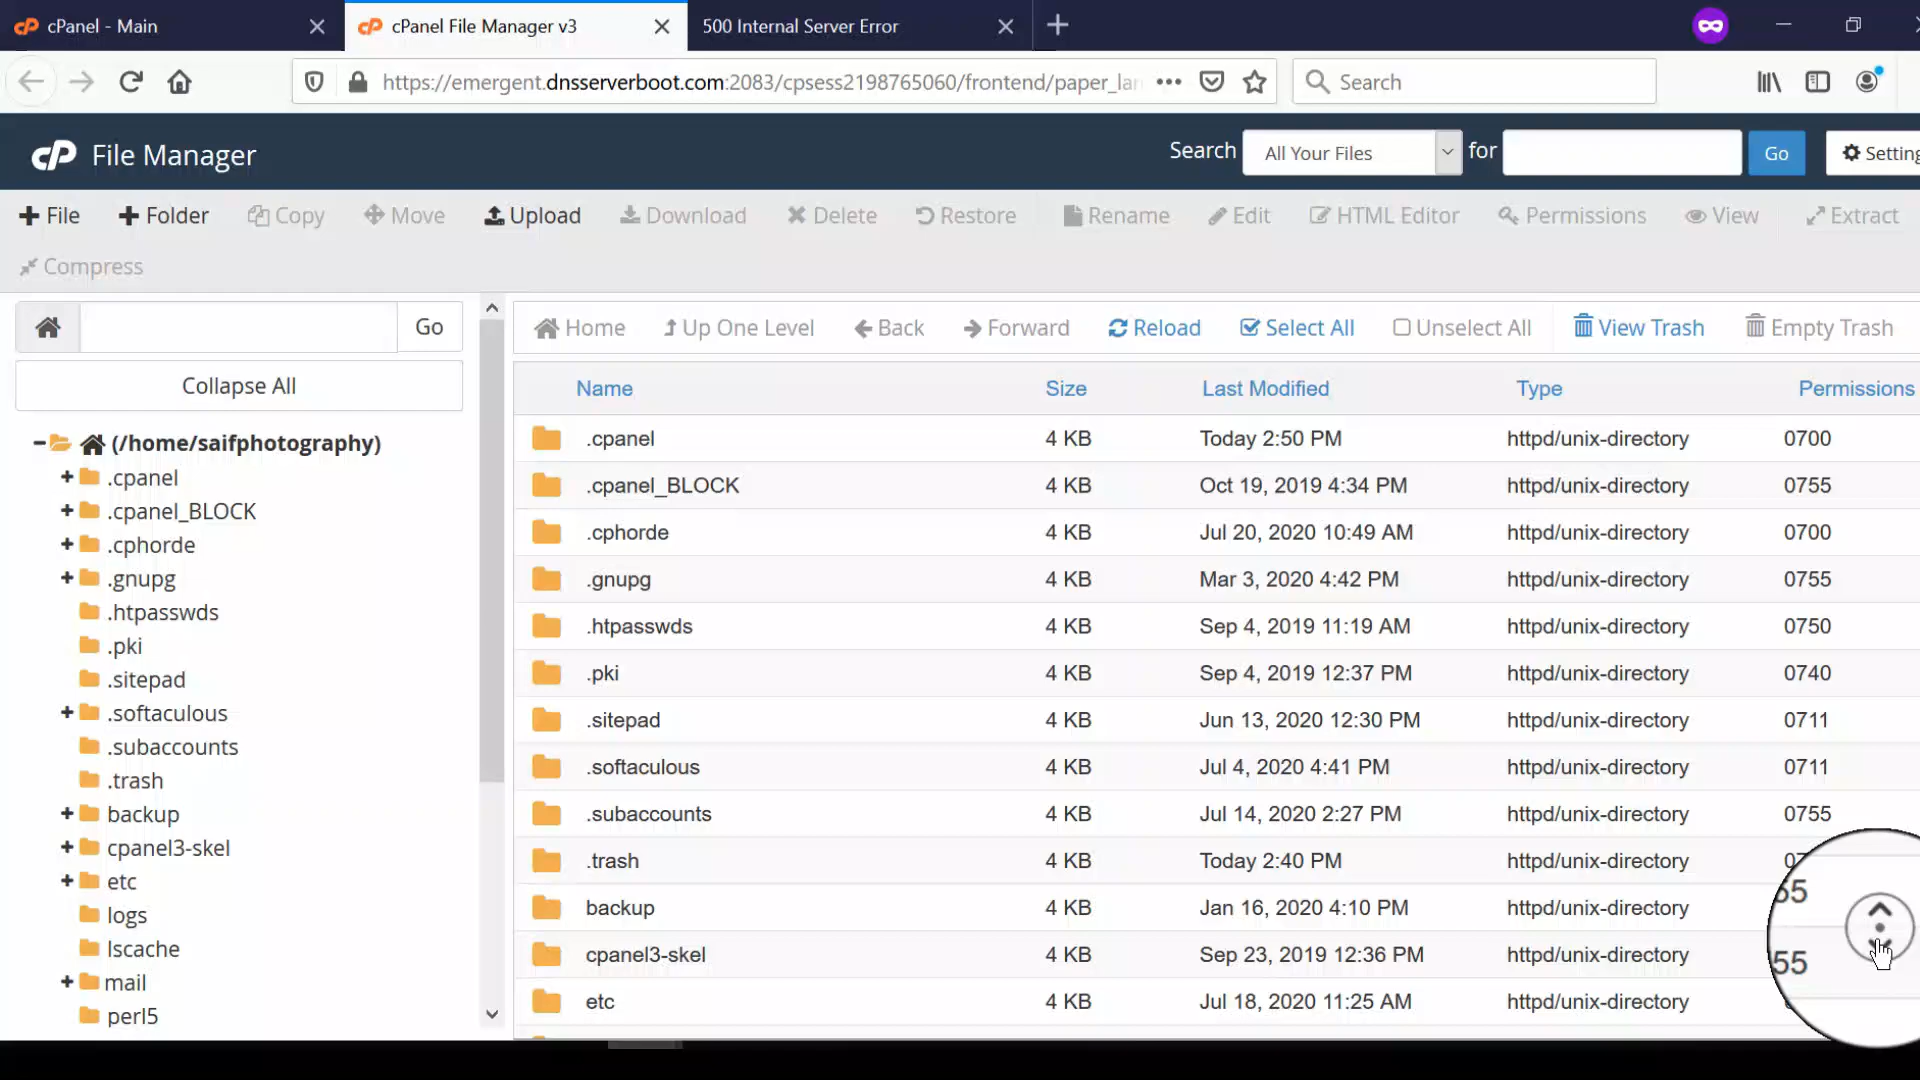 cPanel - Main
cPanel File Manager v3
500 Internal Server Error
https://emergent.dnsserverboot.com:2083/cpsess2198765060/frontend/paper_lan
Search
cP File Manager
Search All Your Files for Go
File Folder Copy Move Upload Download Delete Restore Rename Edit HTML Editor Permissions View Extract
Compress
Go
Collapse All
(/home/saifphotography)
.cpanel
.cpanel_BLOCK
.cphorde
.gnupg
.htpasswds
.pki
.sitepad
.softaculous
.subaccounts
.trash
backup
cpanel3-skel
etc
logs
lscache
mail
perl5
Home Up One Level Back Forward Reload Select All Unselect All View Trash Empty Trash
Name Size Last Modified Type Permissions
.cpanel 4 KB Today 2:50 PM httpd/unix-directory 0700
.cpanel_BLOCK 4 KB Oct 19, 2019 4:34 PM httpd/unix-directory 0755
.cphorde 4 KB Jul 20, 2020 10:49 AM httpd/unix-directory 0700
.gnupg 4 KB Mar 3, 2020 4:42 PM httpd/unix-directory 0755
.htpasswds 4 KB Sep 4, 2019 11:19 AM httpd/unix-directory 0750
.pki 4 KB Sep 4, 2019 12:37 PM httpd/unix-directory 0740
.sitepad 4 KB Jun 13, 2020 12:30 PM httpd/unix-directory 0711
.softaculous 4 KB Jul 4, 2020 4:41 PM httpd/unix-directory 0711
.subaccounts 4 KB Jul 14, 2020 2:27 PM httpd/unix-directory 0755
.trash 4 KB Today 2:40 PM httpd/unix-directory
backup 4 KB Jan 16, 2020 4:10 PM httpd/unix-directory 55
cpanel3-skel 4 KB Sep 23, 2019 12:36 PM httpd/unix-directory 55
etc 4 KB Jul 18, 2020 11:25 AM httpd/unix-directory